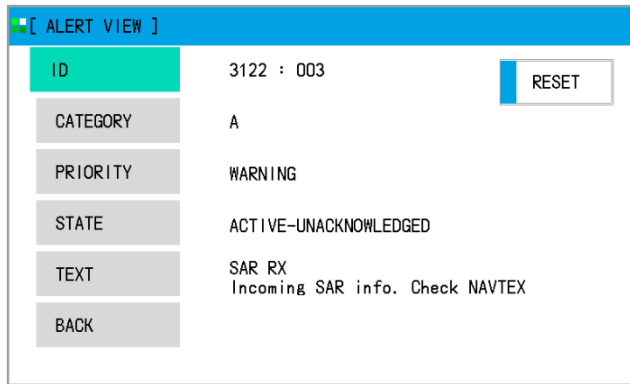 [ ALERT VIEW ]
ID 3122 : 003
RESET
CATEGORY A
PRIORITY WARNING
STATE ACTIVE-UNACKNOWLEDGED
TEXT SAR RX
Incoming SAR info. Check NAVTEX
BACK